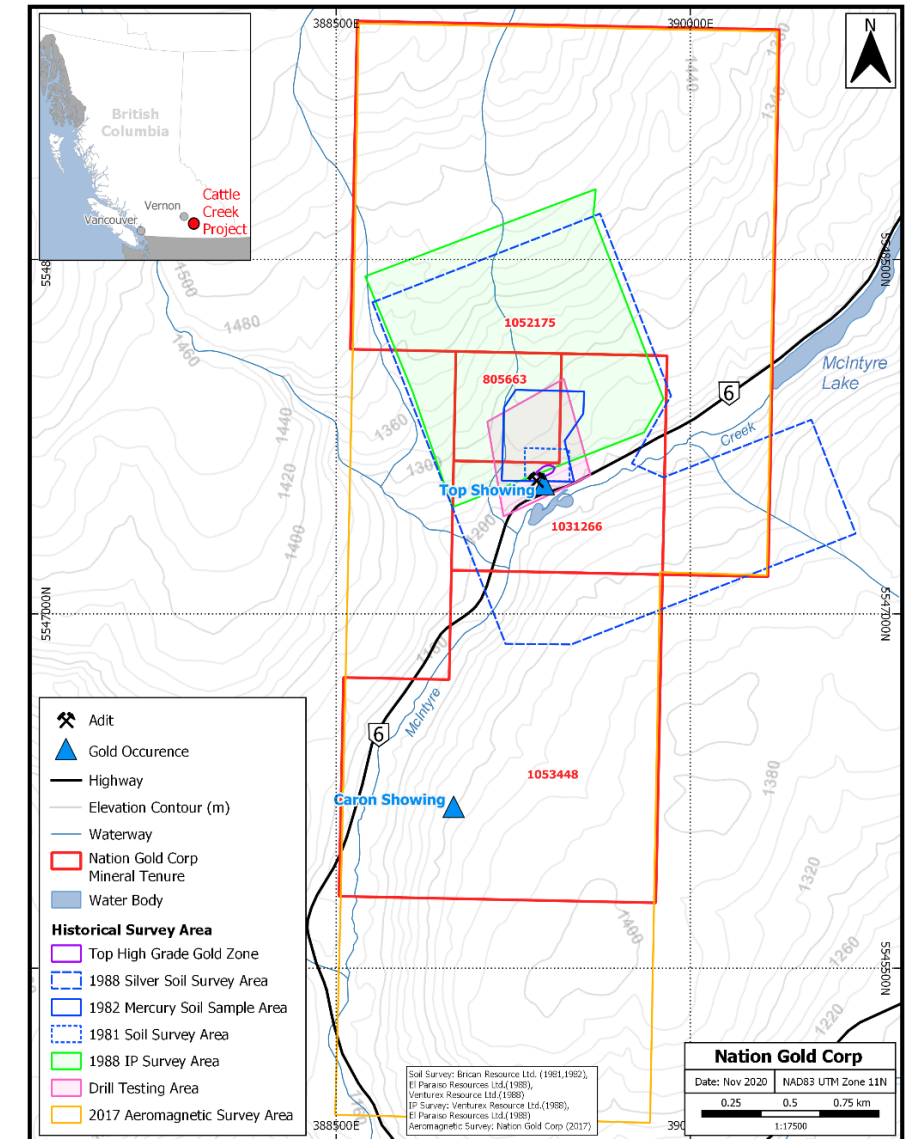 388500E
390000E
N
British
Columbia
Vernon
Vancouver
Cattle
Creek
Project
1440
1340
1500
1480
1460
5548500N
1052175
McIntyre
Lake
805663
6
1440
1360
1300
Creek
1420
Top Showing
1400
1200
1031266
5547000N
5547000N
McIntyre
6
1053448
1380
Caron Showing
1320
1400
1260
1220
5545500N
Adit
Gold Occurence
Highway
Elevation Contour (m)
Waterway
Nation Gold Corp
Mineral Tenure
Water Body
Historical Survey Area
Top High Grade Gold Zone
1988 Silver Soil Survey Area
1982 Mercury Soil Sample Area
1981 Soil Survey Area
1988 IP Survey Area
Drill Testing Area
2017 Aeromagnetic Survey Area
Soil Survey: Brican Resource Ltd. (1981,1982),
El Paraiso Resources Ltd.(1988),
Venturex Resource Ltd.(1988)
IP Survey: Venturex Resource Ltd.(1988),
El Paraiso Resources Ltd.(1988)
Aeromagnetic Survey: Nation Gold Corp (2017)
Nation Gold Corp
Date: Nov 2020
NAD83 UTM Zone 11N
0.25 0.5 0.75 km
1:17500
388500E